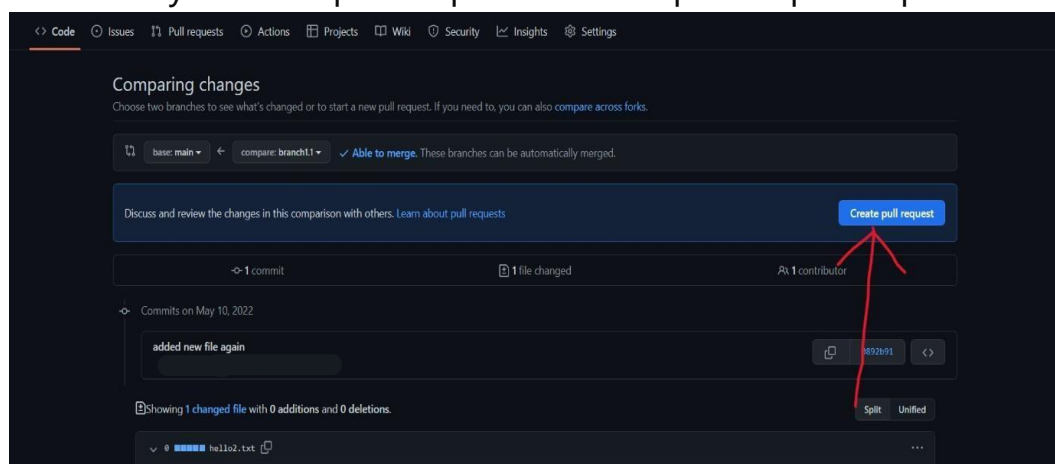 Code Issues Pull requests Actions Projects Wiki Security Insights Settings
Comparing changes
Choose two branches to see what's changed or to start a new pull request. If you need to, you can also compare across forks.
base: main compare: branch1.1 Able to merge. These branches can be automatically merged.
Discuss and review the changes in this comparison with others. Learn about pull requests Create pull request
1 commit 1 file changed 1 contributor
Commits on May 10, 2022
added new file again
892b91
Showing 1 changed file with 0 additions and 0 deletions. Split Unified
0 hello2.txt